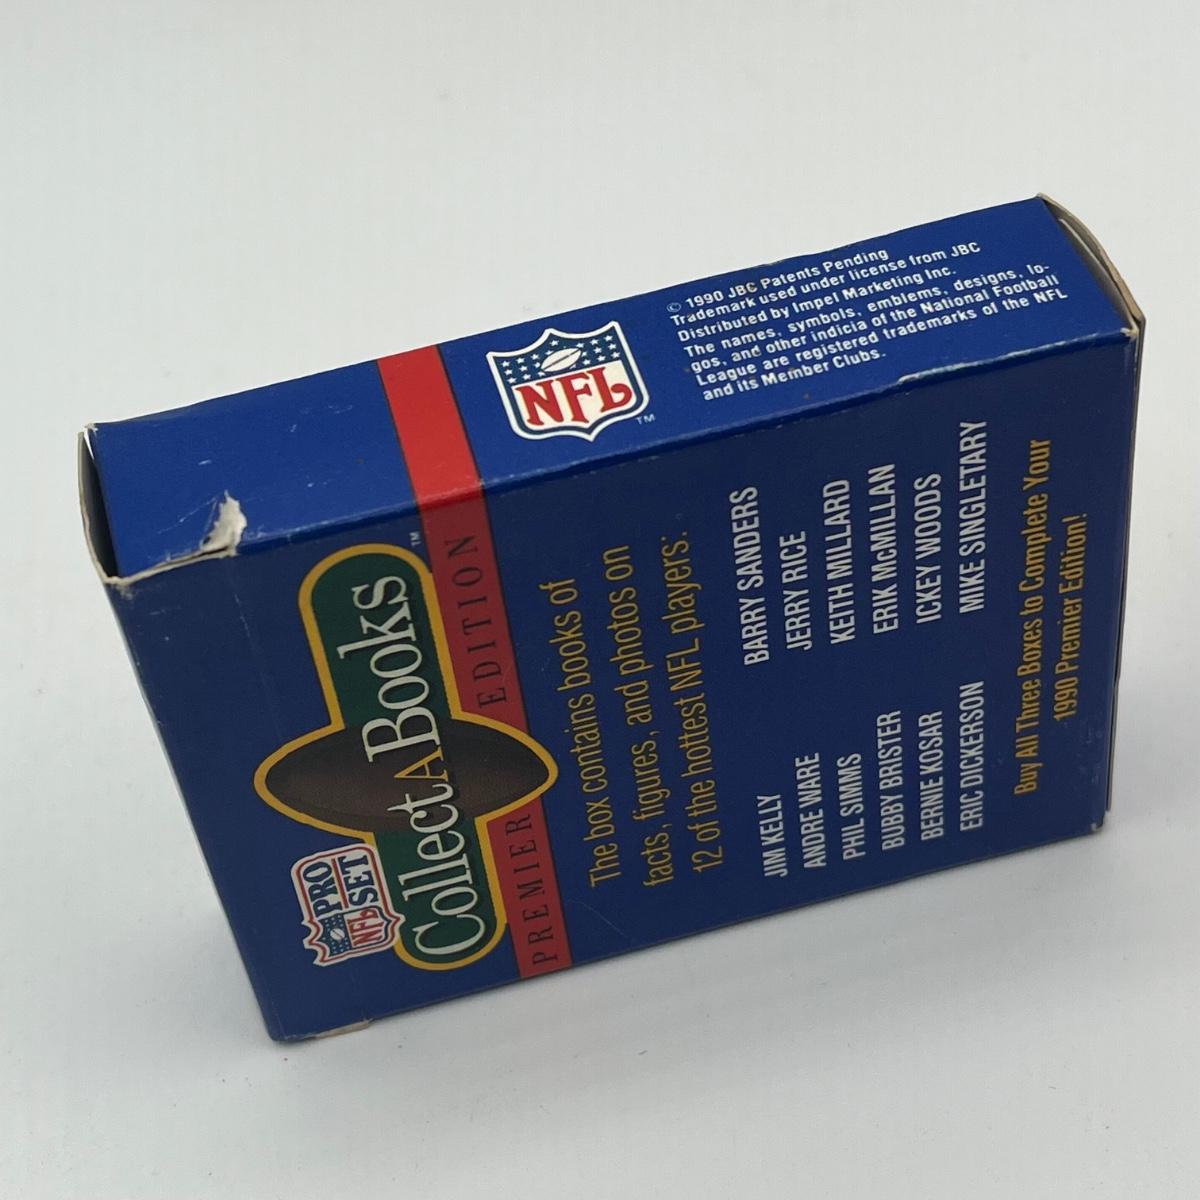 © 1990 JBC Patents Pending
Trademark used under license from JBC
Distributed by Impel Marketing Inc.
The names, symbols, emblems, designs, lo-
gos, and other indicia of the National Football
League are registered trademarks of the NFL
and its Member Clubs.
NFL
TM
PRO
NFL SET
CollectABooks
TM
PREMIER EDITION
The box contains books of
facts, figures, and photos on
12 of the hottest NFL players:
JIM KELLY
ANDRE WARE
PHIL SIMMS
BUBBY BRISTER
BERNIE KOSAR
ERIC DICKERSON
BARRY SANDERS
JERRY RICE
KETH MILLARD
ERIK McMILLAN
ICKEY WOODS
MIKE SINGLETARY
Buy All Three Boxes to Complete Your
1990 Premier Edition!